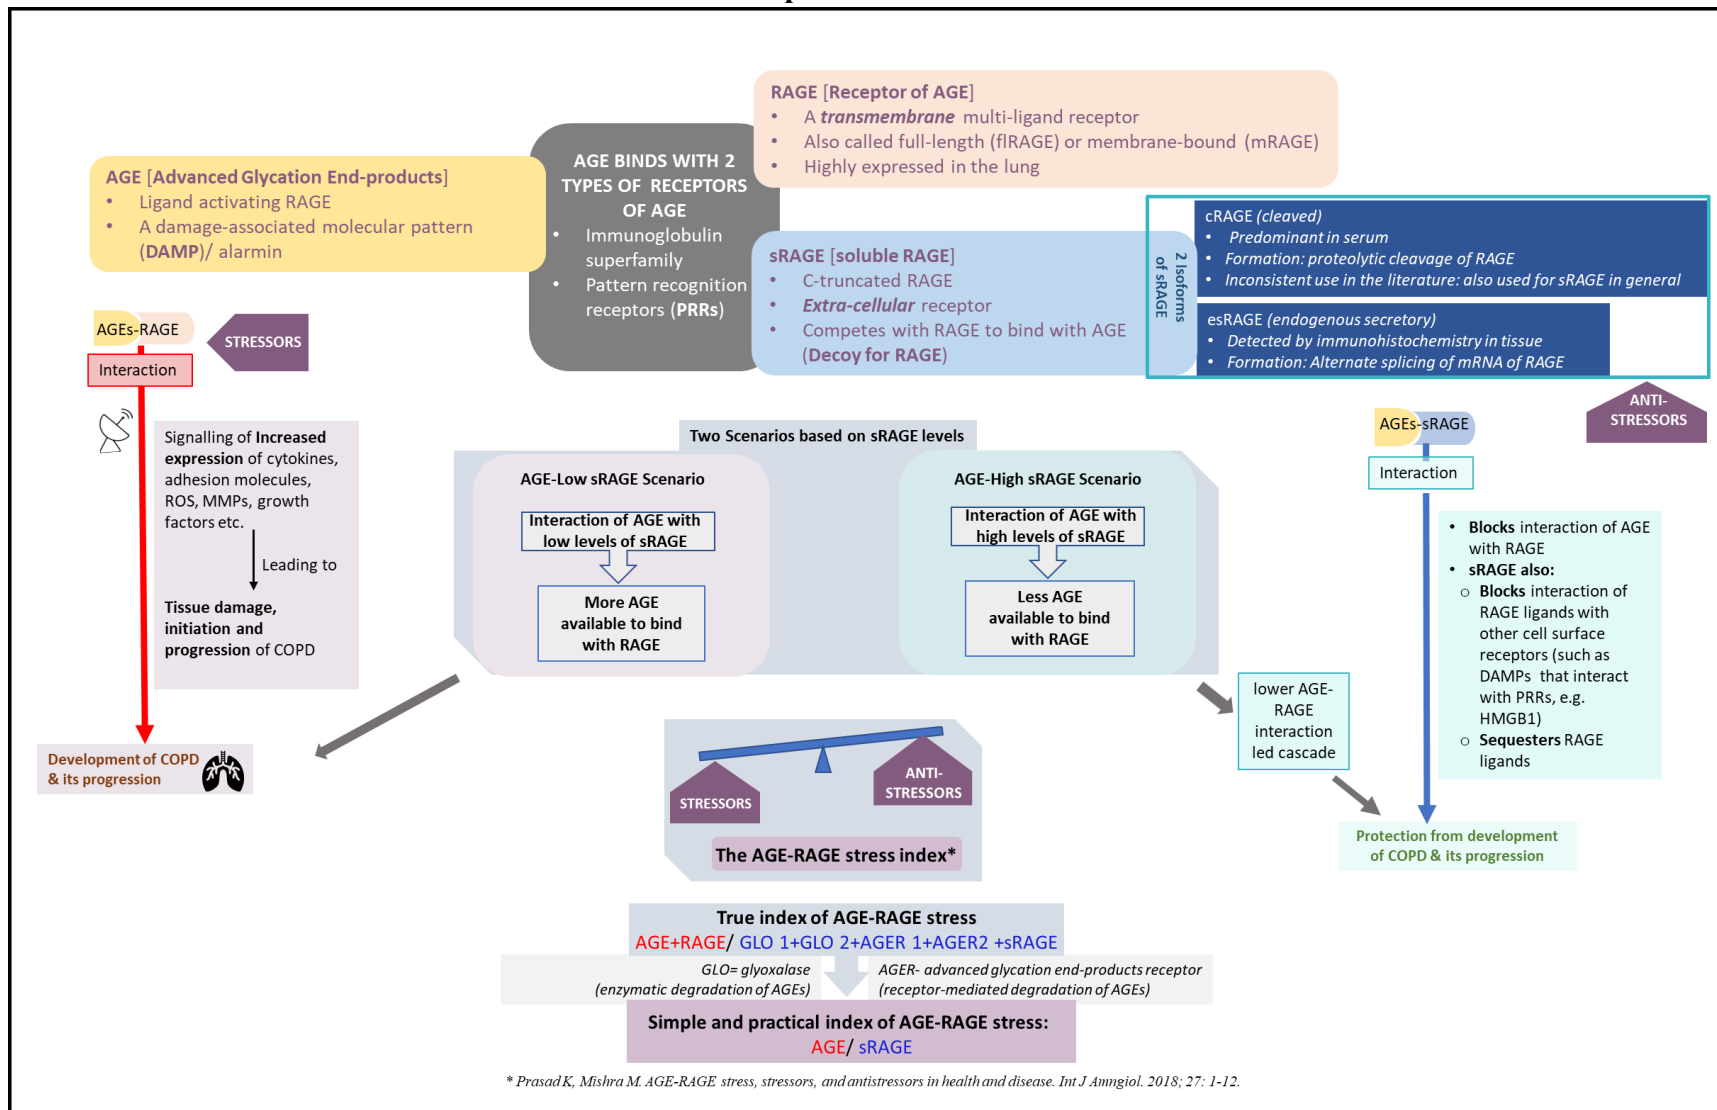 RAGE [Receptor of AGE]
• A transmembrane multi-ligand receptor
• Also called full-length (flRAGE) or membrane-bound (mRAGE)
• Highly expressed in the lung
AGE BINDS WITH 2
TYPES OF RECEPTORS
OF AGE
• Immunoglobulin
superfamily
• Pattern recognition
receptors (PRRs)
AGE [Advanced Glycation End-products]
• Ligand activating RAGE
• A damage-associated molecular pattern
(DAMP)/ alarmin
sRAGE [soluble RAGE]
• C-truncated RAGE
• Extra-cellular receptor
• Competes with RAGE to bind with AGE
(Decoy for RAGE)
2 Isoforms
of sRAGE
cRAGE (cleaved)
• Predominant in serum
• Formation: proteolytic cleavage of RAGE
• Inconsistent use in the literature: also used for sRAGE in general
esRAGE (endogenous secretory)
• Detected by immunohistochemistry in tissue
• Formation: Alternate splicing of mRNA of RAGE
ANTI-
STRESSORS
AGEs-RAGE
STRESSORS
Interaction
Signalling of Increased
expression of cytokines,
adhesion molecules,
ROS, MMPs, growth
factors etc.
Leading to
Tissue damage,
initiation and
progression of COPD
Development of COPD
& its progression
Two Scenarios based on sRAGE levels
AGE-Low sRAGE Scenario
Interaction of AGE with
low levels of sRAGE
More AGE
available to bind
with RAGE
AGE-High sRAGE Scenario
Interaction of AGE with
high levels of sRAGE
Less AGE
available to bind
with RAGE
AGEs-sRAGE
Interaction
• Blocks interaction of AGE
with RAGE
• sRAGE also:
o Blocks interaction of
RAGE ligands with
other cell surface
receptors (such as
DAMPs that interact
with PRRs, e.g.
HMGB1)
o Sequesters RAGE
ligands
lower AGE-
RAGE
interaction
led cascade
Protection from development
of COPD & its progression
STRESSORS
ANTI-
STRESSORS
The AGE-RAGE stress index*
True index of AGE-RAGE stress
AGE+RAGE/ GLO 1+GLO 2+AGER 1+AGER2 +sRAGE
GLO= glyoxalase
(enzymatic degradation of AGEs)
AGER- advanced glycation end-products receptor
(receptor-mediated degradation of AGEs)
Simple and practical index of AGE-RAGE stress:
AGE/ sRAGE
* Prasad K, Mishra M. AGE-RAGE stress, stressors, and antistressors in health and disease. Int J Amngiol. 2018; 27: 1-12.